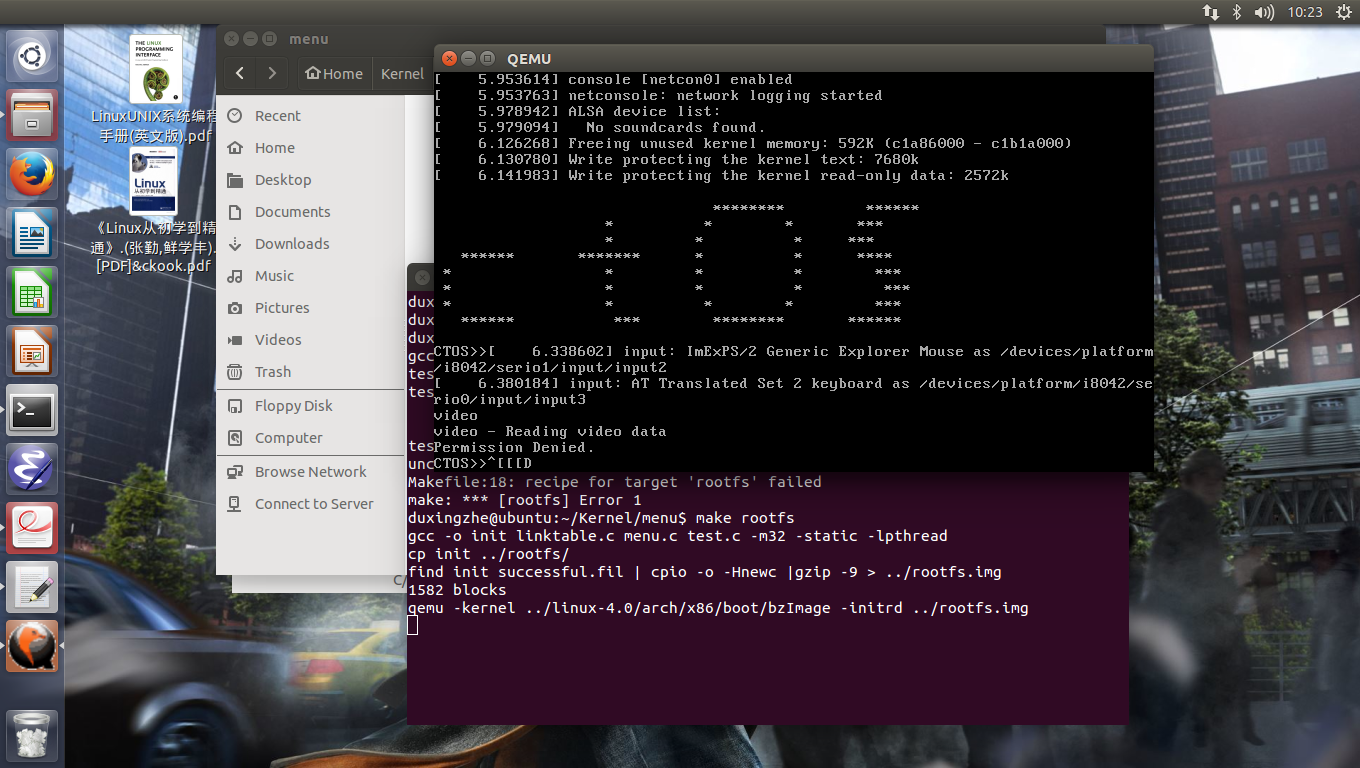 10:23
THE LINUX
PROGRAMMING
INTERFACE
LinuxUNIX系统编程
手册(英文版).pdf
Linux
从初学到精通
《Linux从初学到精
通》.(张勤,鲜学丰).
[PDF]&ckook.pdf
menu
Home
Kernel
Recent
Home
Desktop
Documents
Downloads
Music
Pictures
Videos
Trash
Floppy Disk
Computer
Browse Network
Connect to Server
C/
QEMU
[    5.953614] console [netcon0] enabled
[    5.953763] netconsole: network logging started
[    5.978942] ALSA device list:
[    5.979094]   No soundcards found.
[    6.126268] Freeing unused kernel memory: 592K (c1a86000 - c1b1a000)
[    6.130780] Write protecting the kernel text: 7680k
[    6.141983] Write protecting the kernel read-only data: 2572k
                               ********         ******
                   *          *        *       ***
                   *         *          *     ***
   ******       *******      *          *      ****
 *                 *         *          *        ***
 *                 *         *          *         ***
 *                 *          *        *         ***
   ******           ***        ********       ******
CTOS>>[    6.338602] input: ImExPS/2 Generic Explorer Mouse as /devices/platform
/i8042/serio1/input/input2
[    6.380184] input: AT Translated Set 2 keyboard as /devices/platform/i8042/se
rio0/input/input3
video
video - Reading video data
Permission Denied.
CTOS>>^[[[D
dux
dux
dux
gcc
tes
tes
tes
unc
Makefile:18: recipe for target 'rootfs' failed
make: *** [rootfs] Error 1
duxingzhe@ubuntu:~/Kernel/menu$ make rootfs
gcc -o init linktable.c menu.c test.c -m32 -static -lpthread
cp init ../rootfs/
find init successful.fil | cpio -o -Hnewc |gzip -9 > ../rootfs.img
1582 blocks
qemu -kernel ../linux-4.0/arch/x86/boot/bzImage -initrd ../rootfs.img